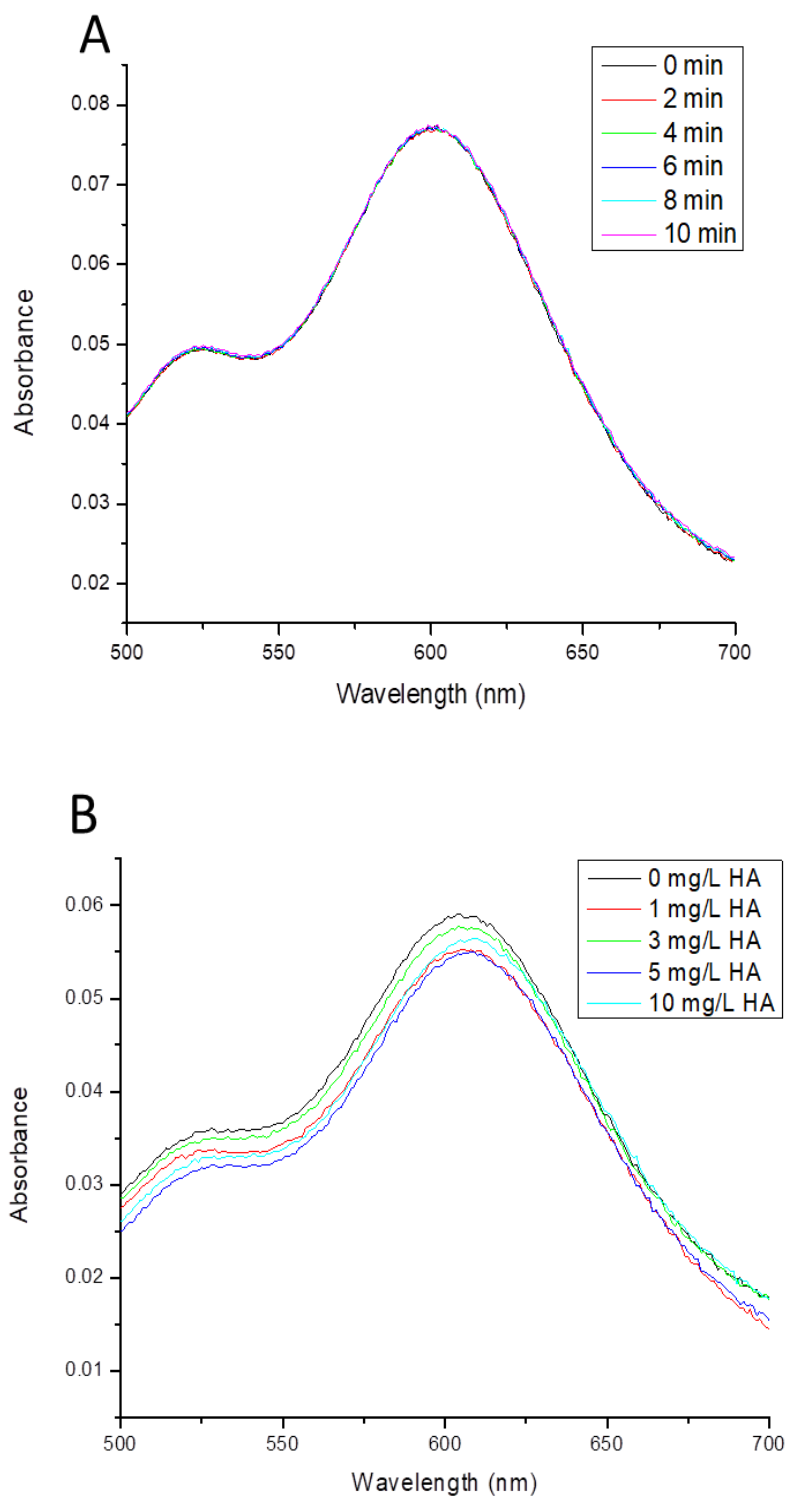 A
0 min
2 min
4 min
6 min
8 min
10 min
0.08
0.07
0.06
0.05
0.04
0.03
0.02
Absorbance
500 550 600 650 700
Wavelength (nm)
B
0 mg/L HA
1 mg/L HA
3 mg/L HA
5 mg/L HA
10 mg/L HA
0.06
0.05
0.04
0.03
0.02
0.01
Absorbance
500 550 600 650 700
Wavelength (nm)